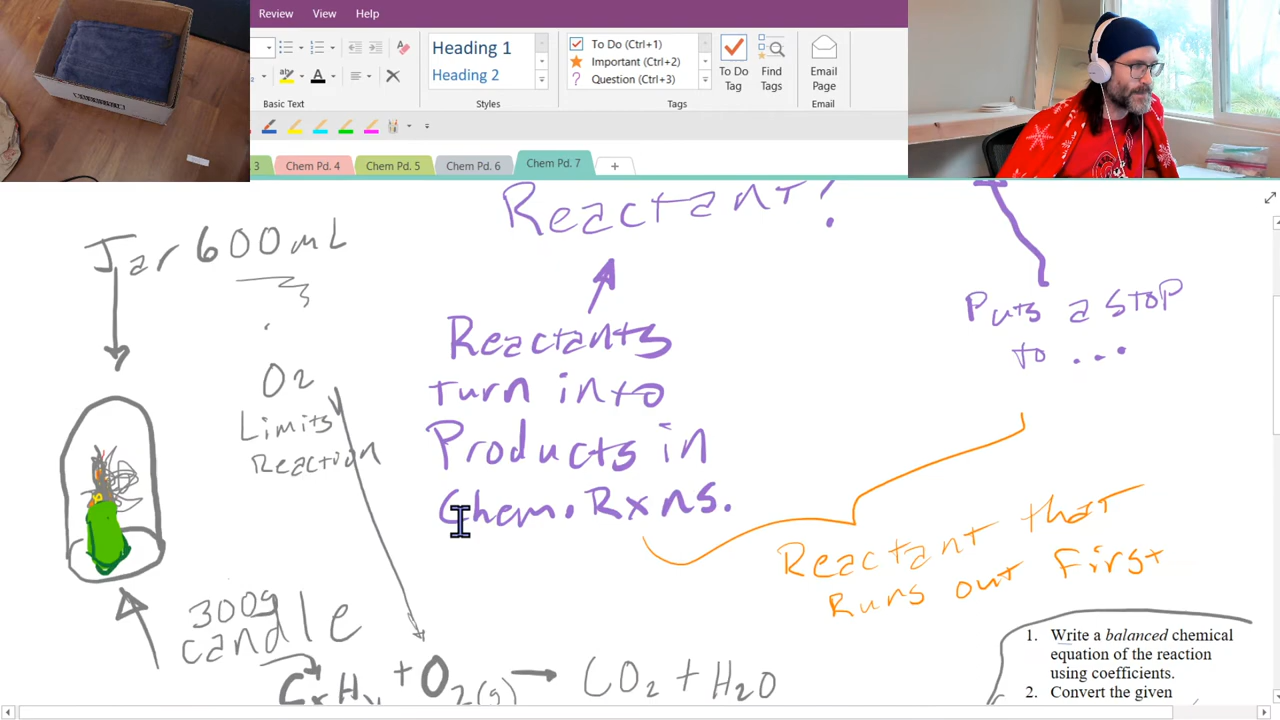 Review View Help
Heading 1
Heading 2
To Do (Ctrl+1)
Important (Ctrl+2)
Question (Ctrl+3)
To Do
Tag
Find
Tags
Email
Page
Basic Text
Styles
Tags
Email
3
Chem Pd. 4
Chem Pd. 5
Chem Pd. 6
Chem Pd. 7
Reactant?
Jar 600mL
O2
Limits
Reaction
Reactants
turn into
Products in
Chem. Rxns.
Puts a stop
to ...
Reactant that
Runs out First
300g
candle
CxHy + O2(g) → CO2 + H2O
1. Write a balanced chemical
equation of the reaction
using coefficients.
2. Convert the given